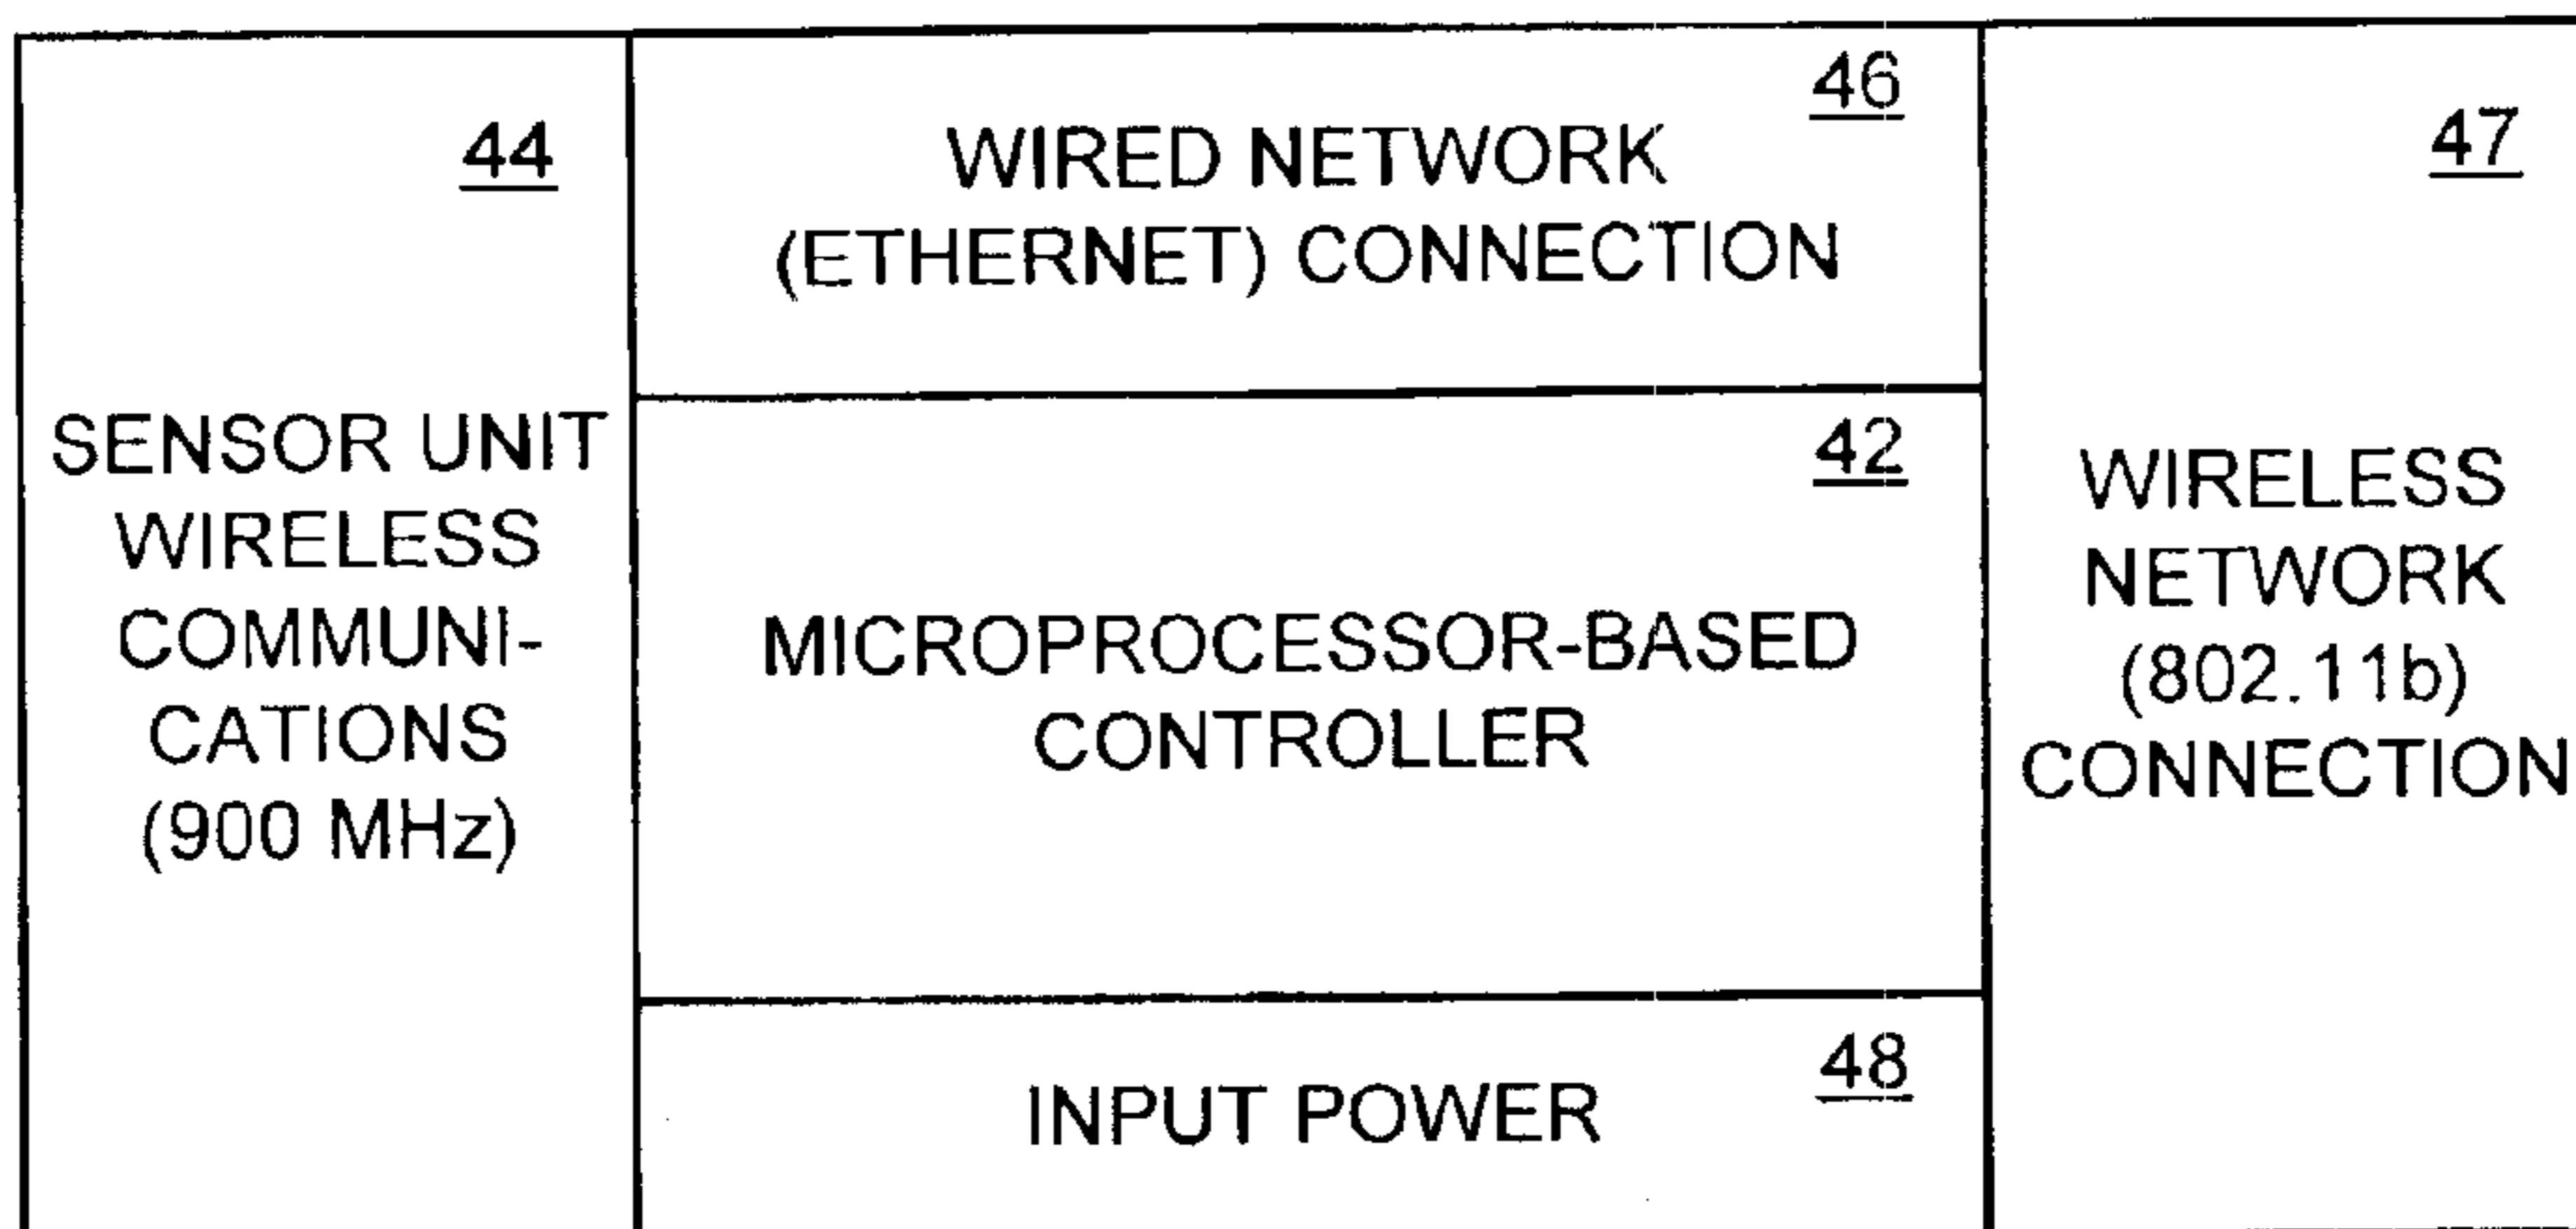 44
SENSOR UNIT
WIRELESS
COMMUNI-
CATIONS
(900 MHz)
46
WIRED NETWORK
(ETHERNET) CONNECTION
42
MICROPROCESSOR-BASED
CONTROLLER
48
INPUT POWER
47
WIRELESS
NETWORK
(802.11b)
CONNECTION